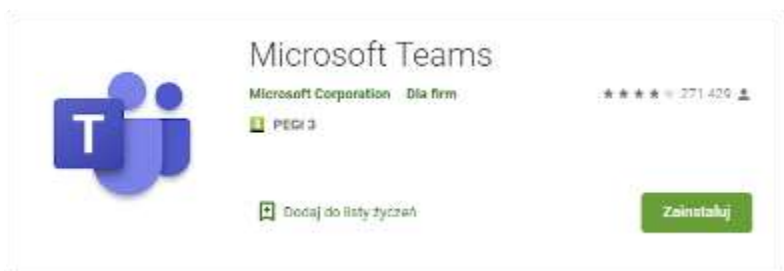 Microsoft Teams
Microsoft Corporation Dla firm
271 429
PEGI 3
T
Dodaj do listy życzeń
Zainstaluj